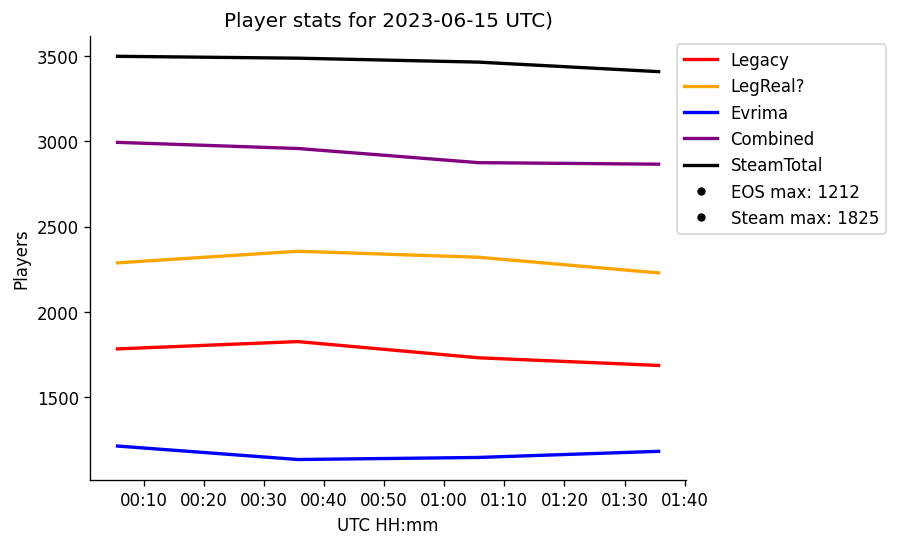 Player stats for 2023-06-15 UTC)
3500
3000
2500
2000
1500
Players
00:10 00:20 00:30 00:40 00:50 01:00 01:10 01:20 01:30 01:40
UTC HH:mm
Legacy
LegReal?
Evrima
Combined
SteamTotal
EOS max: 1212
Steam max: 1825